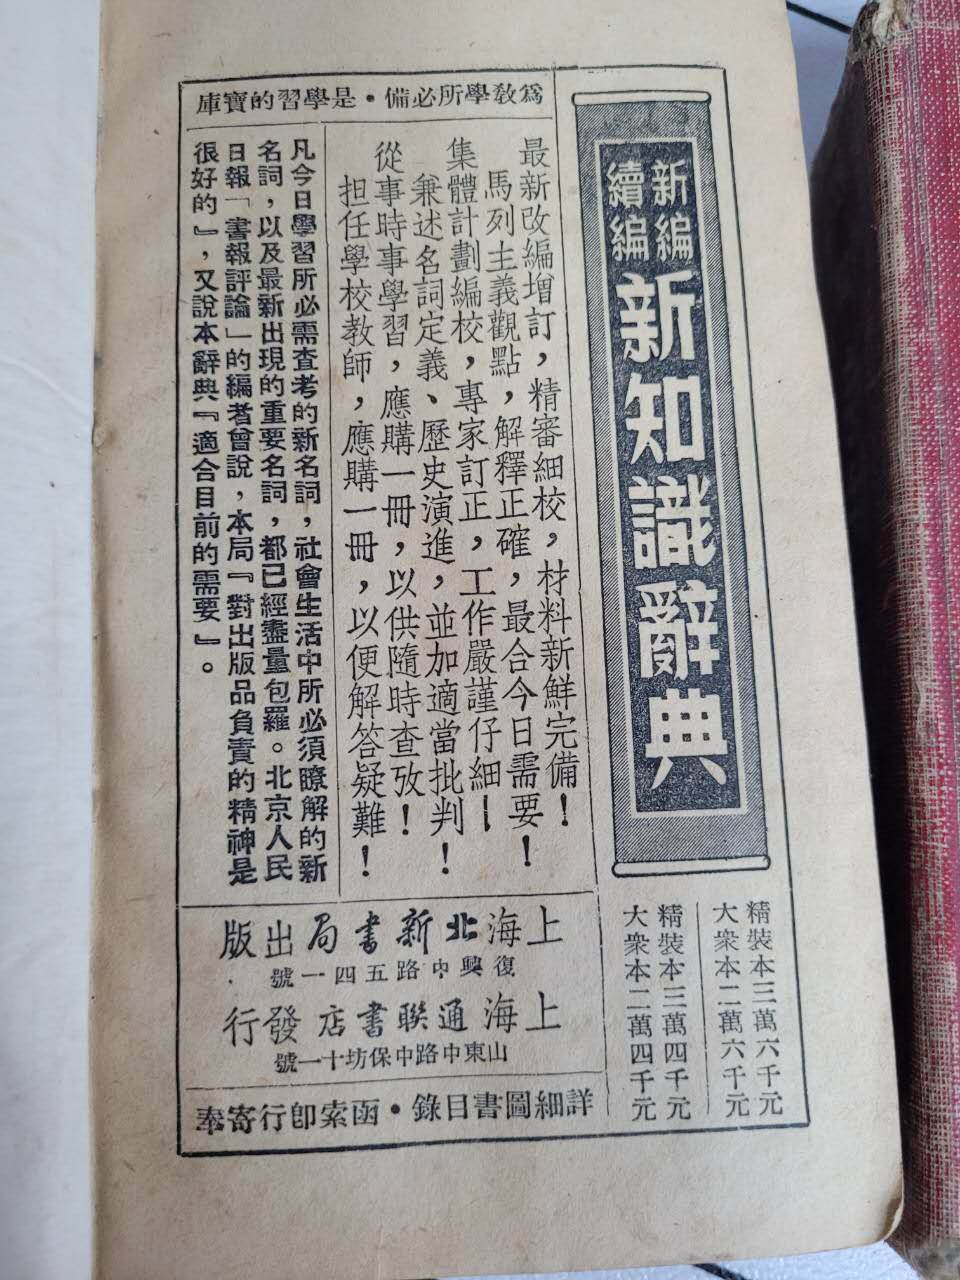 新編
續編
新知識辭典
精裝本三萬六千元
大衆本二萬六千元
精裝本三萬四千元
大衆本二萬四千元
爲敎學所必備·是學習的寶庫
最新改編增訂，精審細校，材料新鮮完備！
馬列主義觀點，解釋正確，最合今日需要！
集體計劃編校，專家訂正，工作嚴謹仔細！
兼述名詞定義、歷史演進，並加適當批判！
從事時事學習，應購一冊，以供隨時查攷！
担任學校教師，應購一冊，以便解答疑難！
凡今日學習所必需査考的新名詞，社會生活中所必須瞭解的新
名詞，以及最新出現的重要名詞，都已經盡量包羅。北京人民
日報「書報評論」的編者曾說，本局『對出版品負責的精神是
很好的』，又說本辭典『適合目前的需要』。
上海北新書局出版
復興中路五四一號
上海通聯書店發行
山東中路中保坊十一號
詳細圖書目錄·函索卽行寄奉